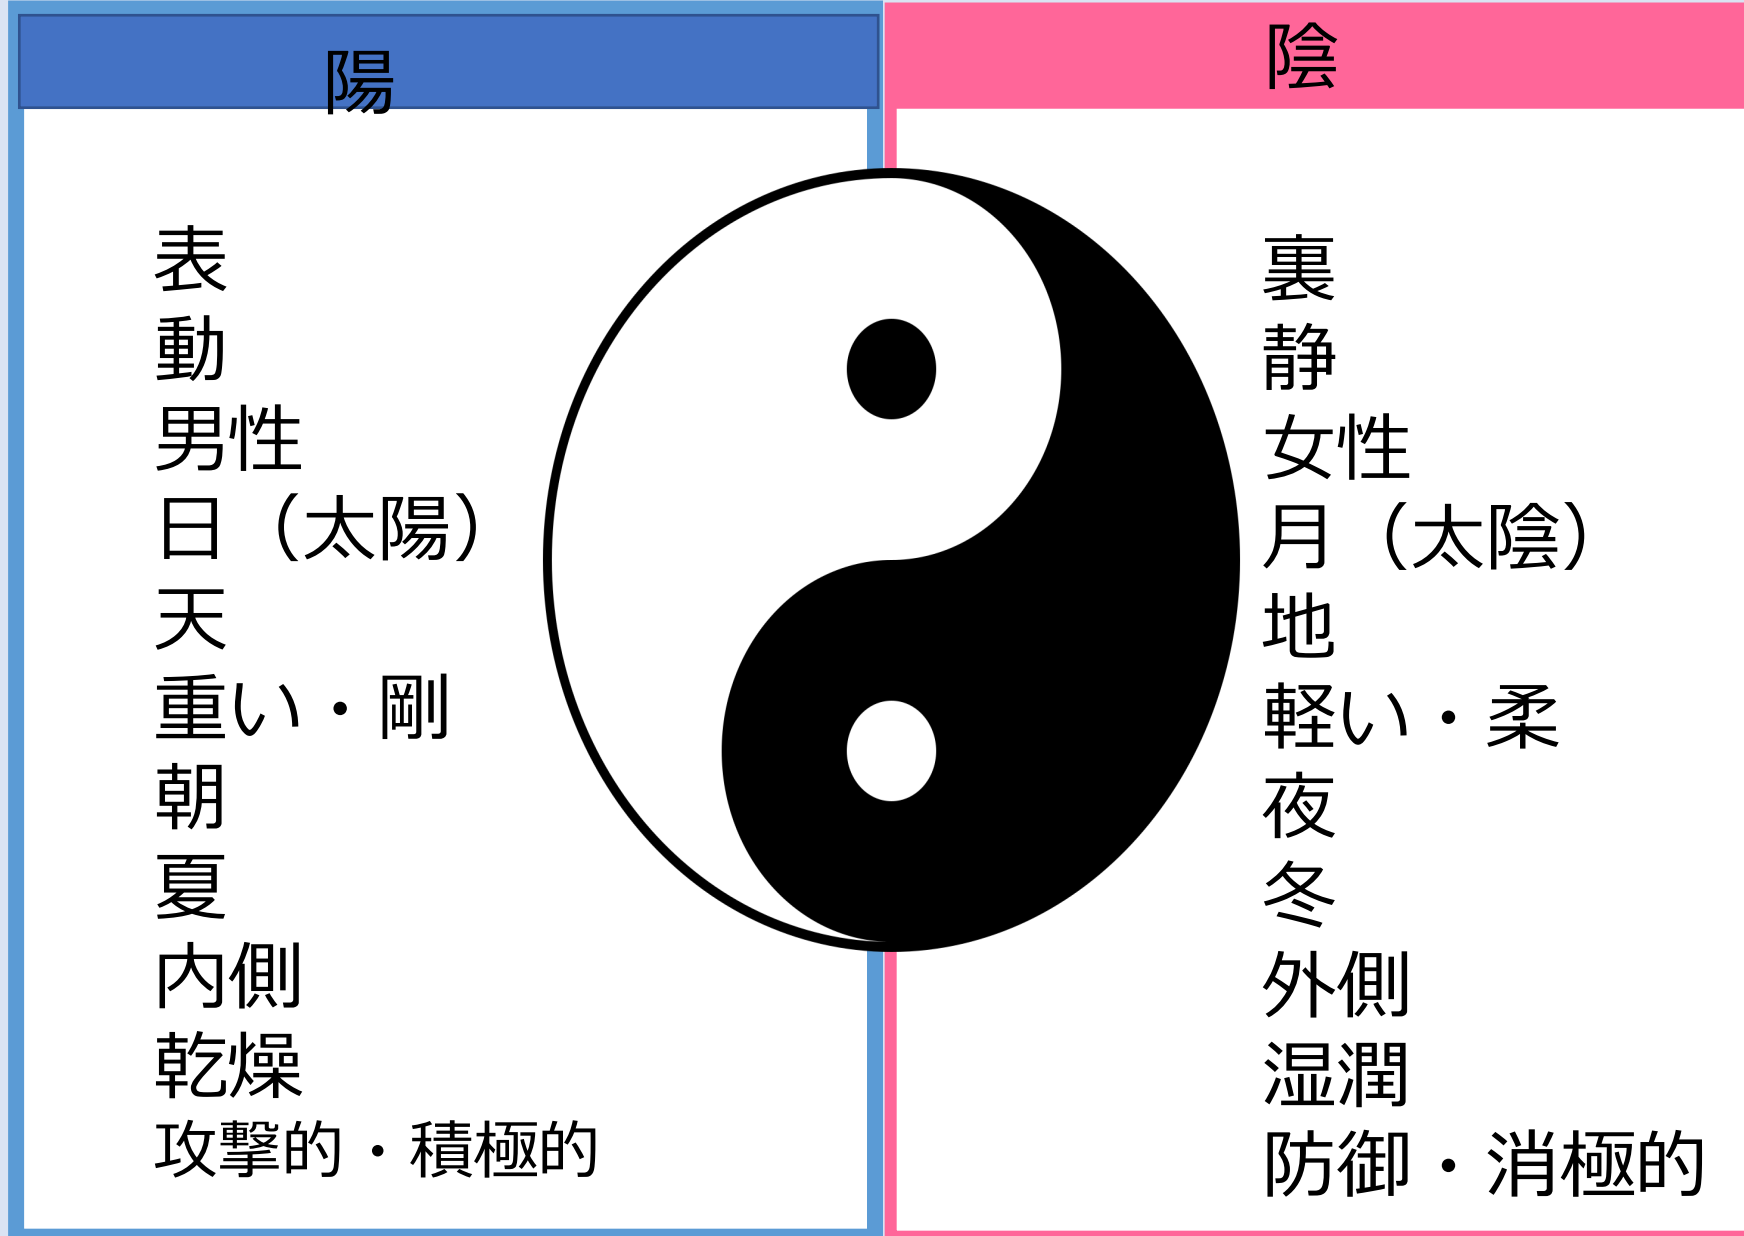 陽
表
動
男性
日（太陽）
天
重い・剛
朝
夏
内側
乾燥
攻撃的・積極的
陰
裏
静
女性
月（太陰）
地
軽い・柔
夜
冬
外側
湿潤
防御・消極的